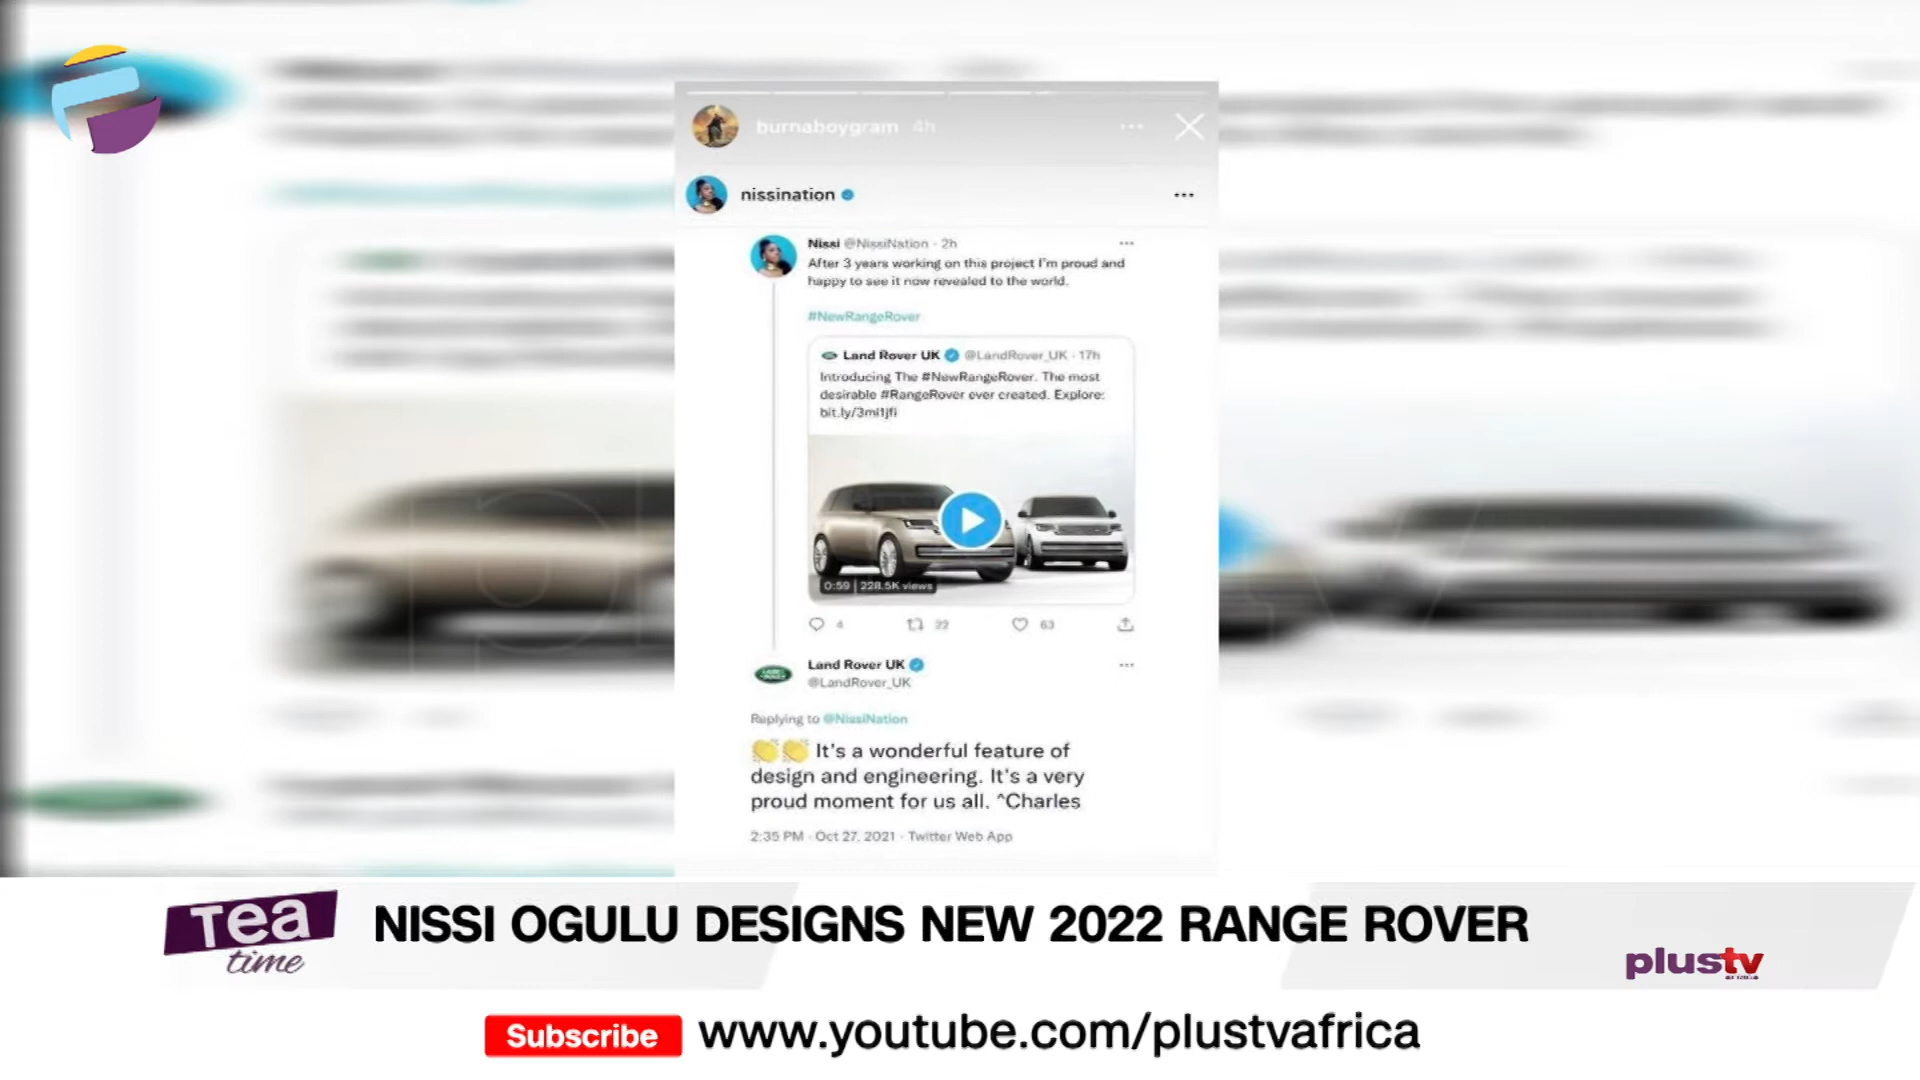 burnaboygram 4h
nissination
Nissi @NissiNation · 2h
After 3 years working on this project I'm proud and
happy to see it now revealed to the world.
#NewRangeRover
Land Rover UK @LandRover_UK · 17h
Introducing The #NewRangeRover. The most
desirable #RangeRover ever created. Explore:
0:59 | 228.5K views
4 22 63
Land Rover UK
@LandRover_UK
Replying to @NissiNation
👏👏 It's a wonderful feature of
design and engineering. It's a very
proud moment for us all. ^Charles
2:35 PM · Oct 27, 2021 · Twitter Web App
Tea
time
NISSI OGULU DESIGNS NEW 2022 RANGE ROVER
plustv
Subscribe www.youtube.com/plustvafrica